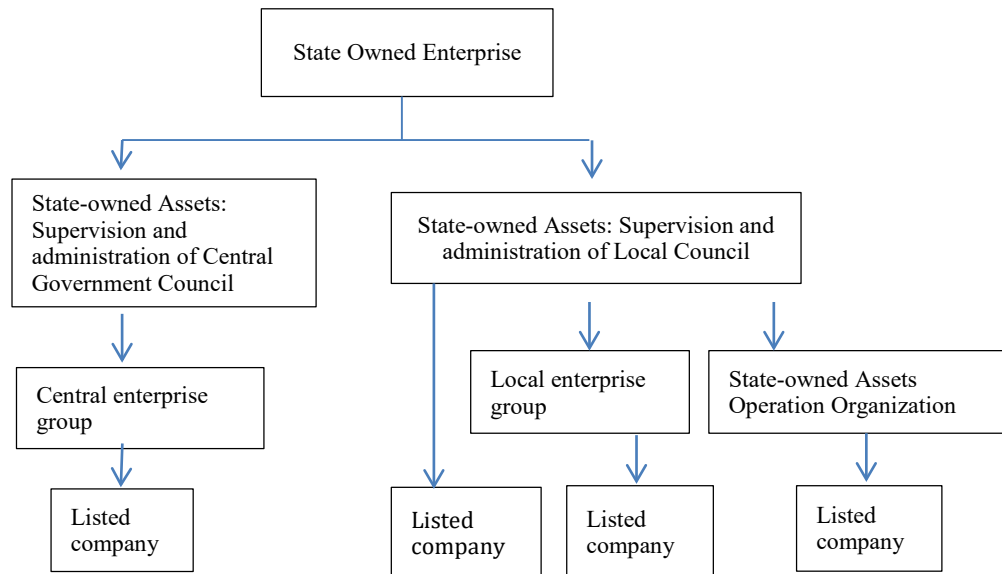 State Owned Enterprise
State-owned Assets:
Supervision and
administration of Central
Government Council
State-owned Assets: Supervision and
administration of Local Council
Central enterprise
group
Local enterprise
group
State-owned Assets
Operation Organization
Listed
company
Listed
company
Listed
company
Listed
company